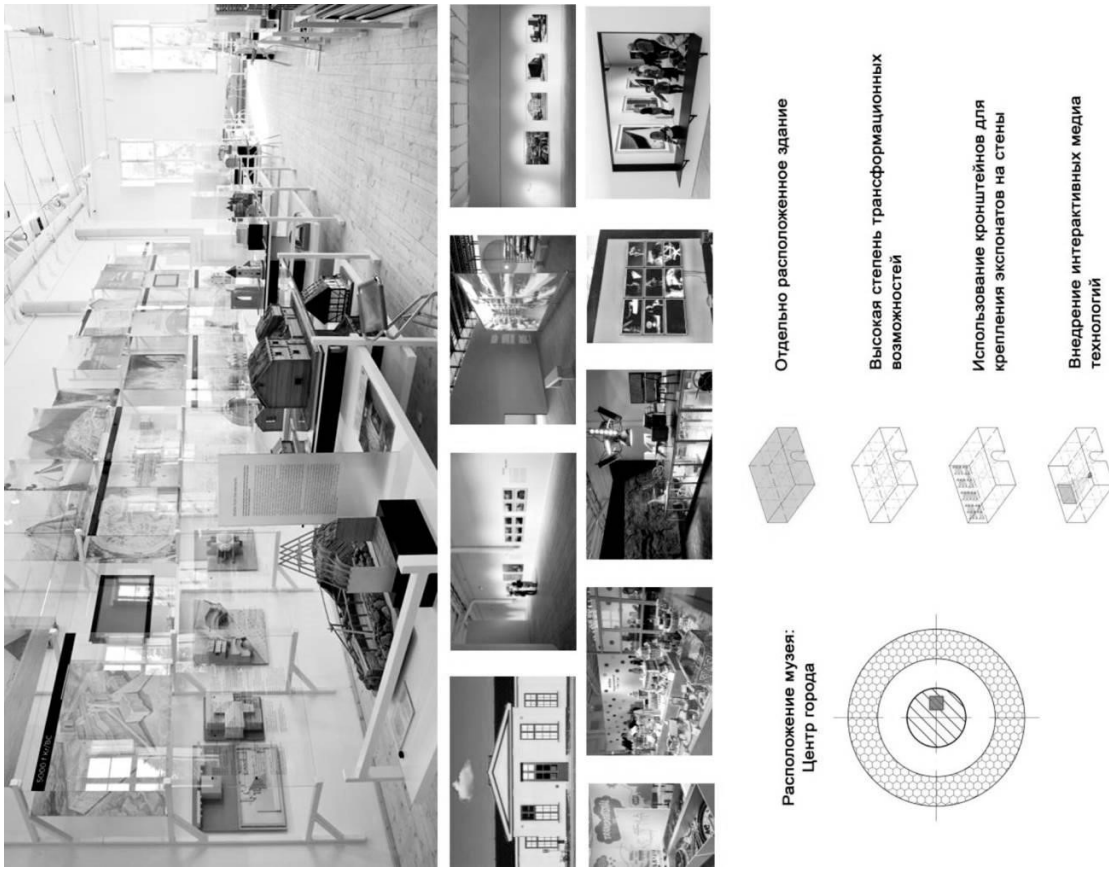 Расположение музея:
Центр города
Отдельно расположенное здание
Высокая степень трансформационных
возможностей
Использование кронштейнов для
крепления экспонатов на стены
Внедрение интерактивных медиа
технологий